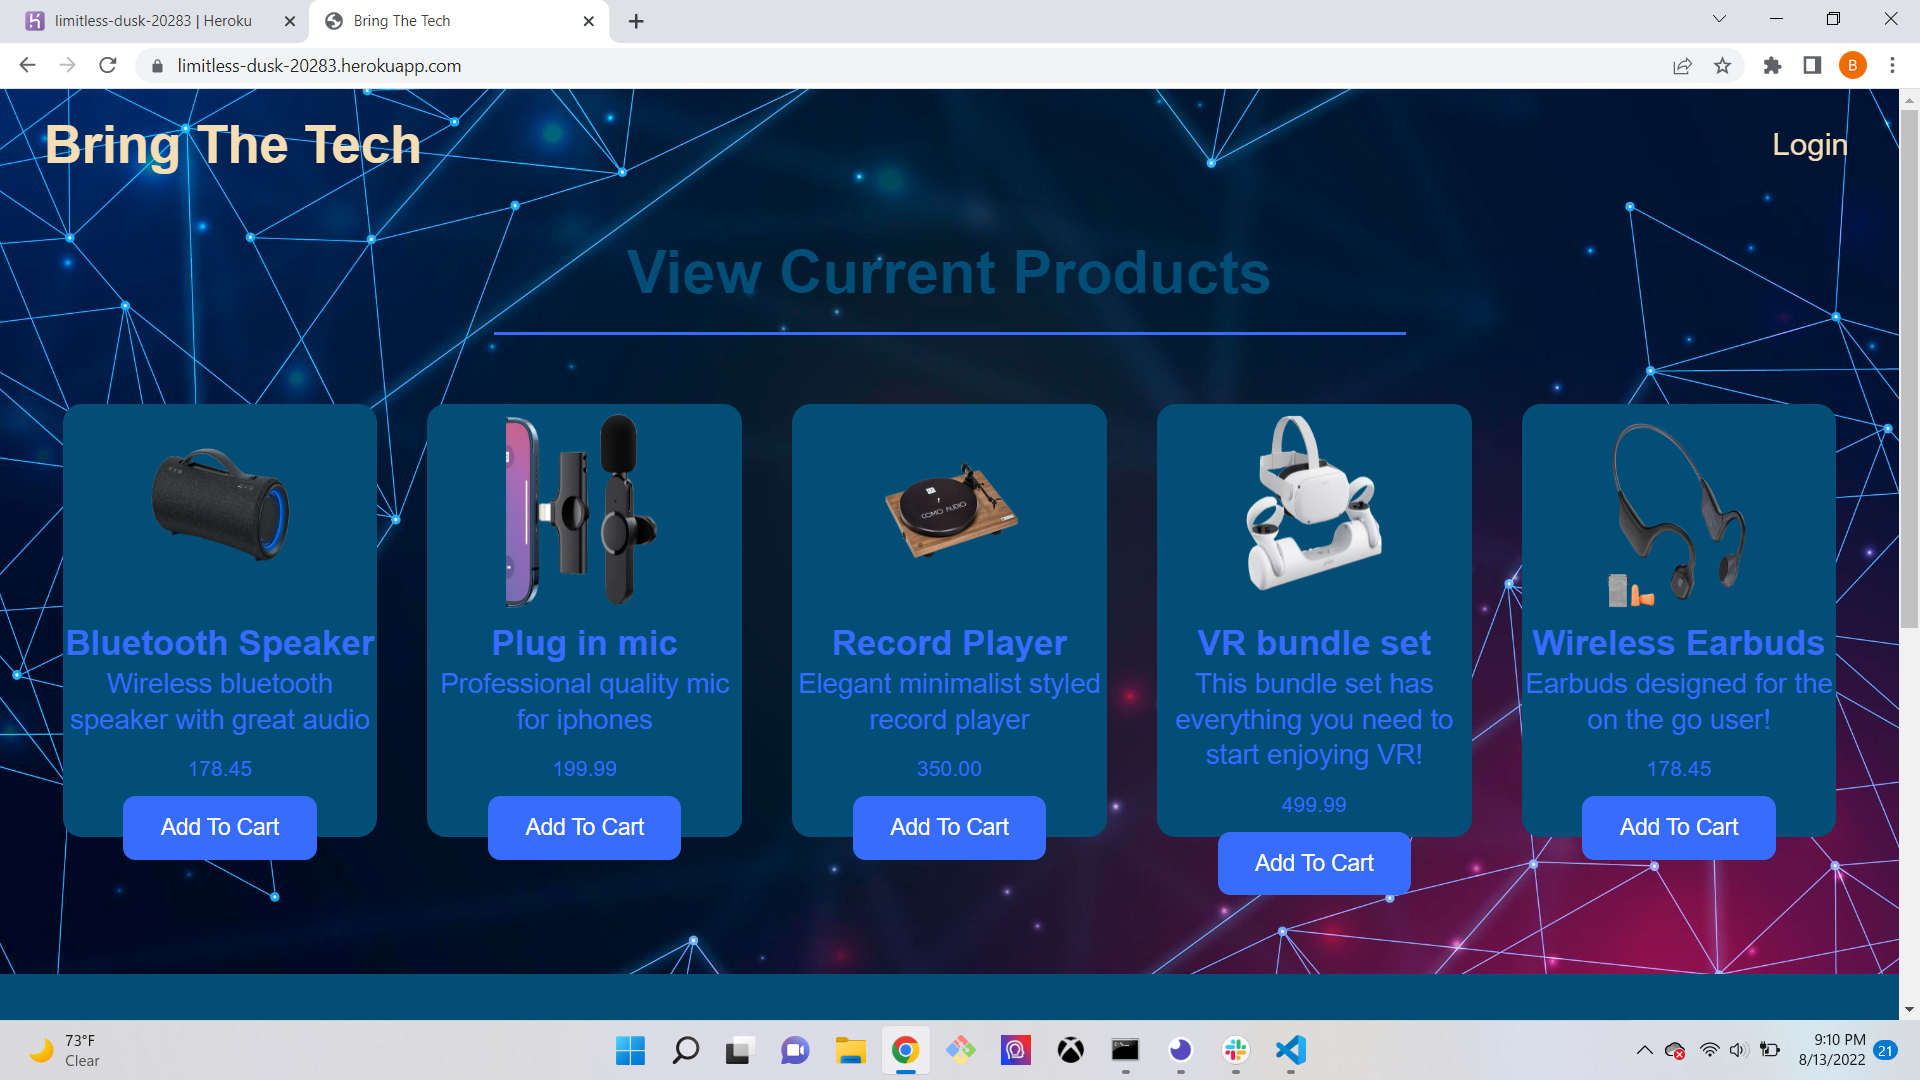 limitless-dusk-20283 | Heroku
Bring The Tech
limitless-dusk-20283.herokuapp.com
B
Bring The Tech
Login
View Current Products
COMO AUDIO
Bluetooth Speaker
Wireless bluetooth
speaker with great audio
178.45
Add To Cart
Plug in mic
Professional quality mic
for iphones
199.99
Add To Cart
Record Player
Elegant minimalist styled
record player
350.00
Add To Cart
VR bundle set
This bundle set has
everything you need to
start enjoying VR!
499.99
Add To Cart
Wireless Earbuds
Earbuds designed for the
on the go user!
178.45
Add To Cart
73°F
Clear
9:10 PM
8/13/2022
21